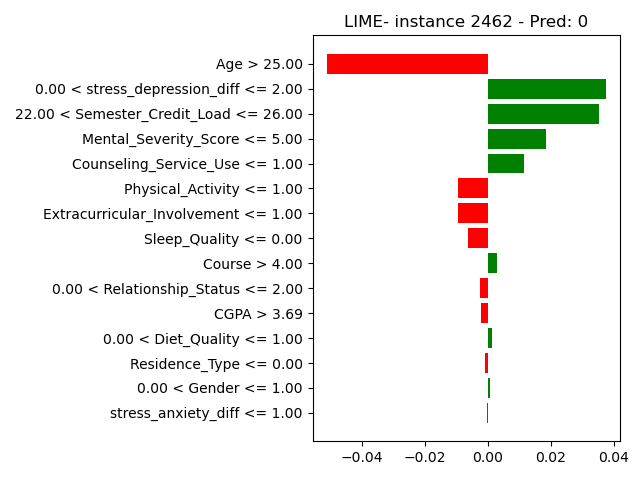 LIME- instance 2462 - Pred: 0
Age > 25.00
0.00 < stress_depression_diff <= 2.00
22.00 < Semester_Credit_Load <= 26.00
Mental_Severity_Score <= 5.00
Counseling_Service_Use <= 1.00
Physical_Activity <= 1.00
Extracurricular_Involvement <= 1.00
Sleep_Quality <= 0.00
Course > 4.00
0.00 < Relationship_Status <= 2.00
CGPA > 3.69
0.00 < Diet_Quality <= 1.00
Residence_Type <= 0.00
0.00 < Gender <= 1.00
stress_anxiety_diff <= 1.00
−0.04 −0.02 0.00 0.02 0.04